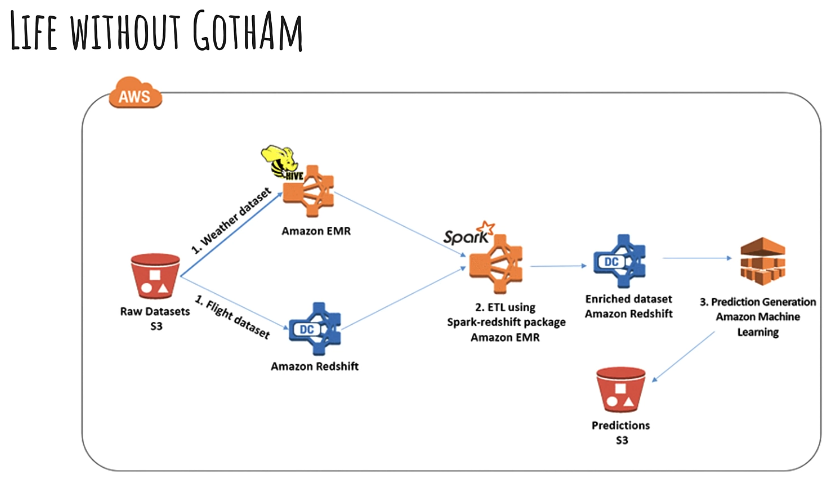 Life without GothAm
AWS
HIVE
1. Weather dataset
Amazon EMR
Raw Datasets
S3
1. Flight dataset
DC
Amazon Redshift
Spark
2. ETL using
Spark-redshift package
Amazon EMR
DC
Enriched dataset
Amazon Redshift
3. Prediction Generation
Amazon Machine
Learning
Predictions
S3